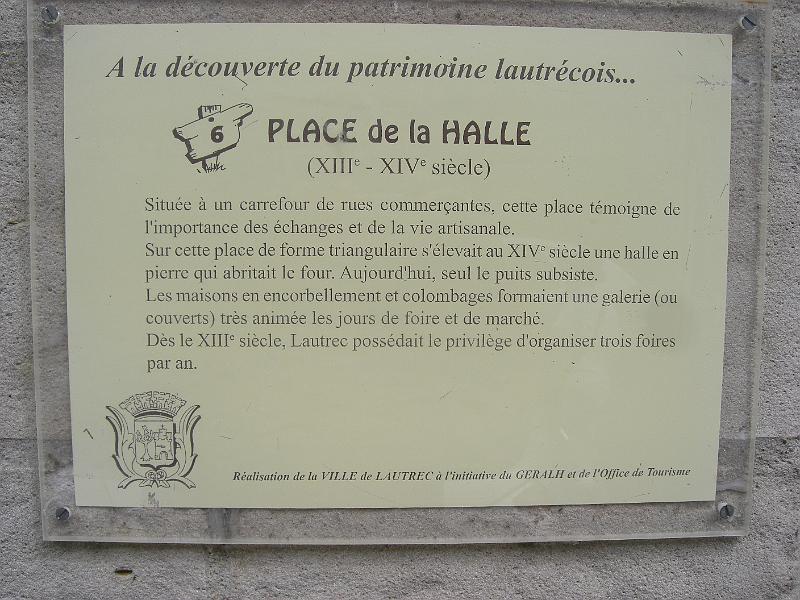 A la découverte du patrimoine lautrécois...
6
PLACE de la HALLE
(XIIIe - XIVe siècle)
Située à un carrefour de rues commerçantes, cette place témoigne de
l'importance des échanges et de la vie artisanale.
Sur cette place de forme triangulaire s'élevait au XIVe siècle une halle en
pierre qui abritait le four. Aujourd'hui, seul le puits subsiste.
Les maisons en encorbellement et colombages formaient une galerie (ou
couverts) très animée les jours de foire et de marché.
Dès le XIIIe siècle, Lautrec possédait le privilège d'organiser trois foires
par an.
Réalisation de la VILLE de LAUTREC à l'initiative du GERALH et de l'Office de Tourisme